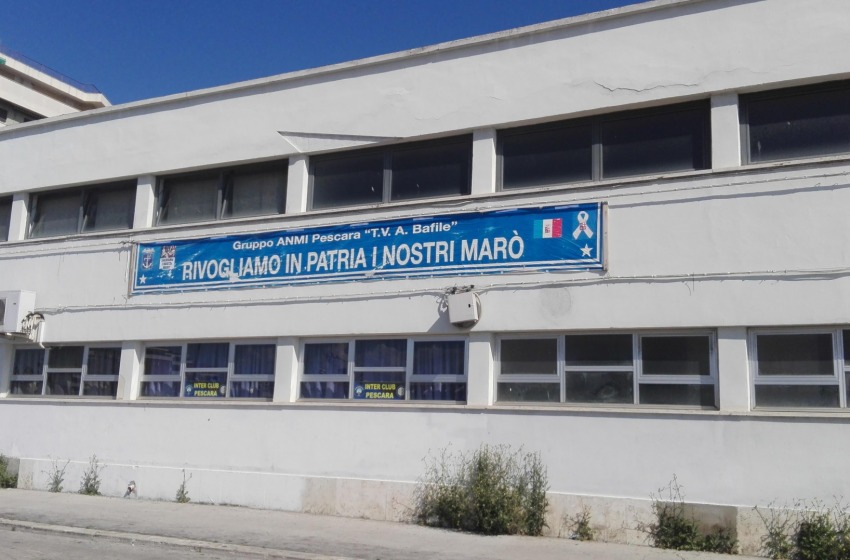 Gruppo ANMI Pescara "T.V. A. Bafile"
RIVOGLIAMO IN PATRIA I NOSTRI MARÒ
INTER CLUB
PESCARA
INTER CLUB
PESCARA